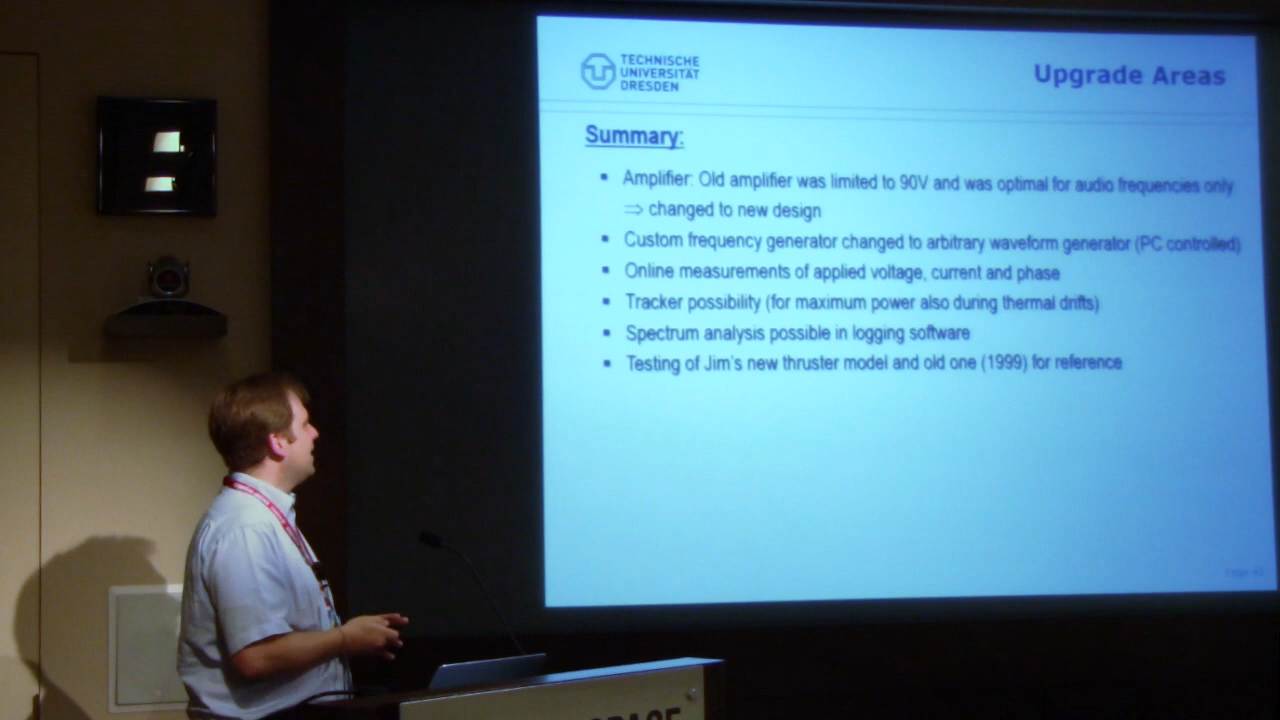 TECHNISCHE
UNIVERSITÄT
DRESDEN
Upgrade Areas
Summary:
▪ Amplifier: Old amplifier was limited to 90V and was optimal for audio frequencies only
⇒ changed to new design
▪ Custom frequency generator changed to arbitrary waveform generator (PC controlled)
▪ Online measurements of applied voltage, current and phase
▪ Tracker possibility (for maximum power also during thermal drifts)
▪ Spectrum analysis possible in logging software
▪ Testing of Jim's new thruster model and old one (1999) for reference
SPACE